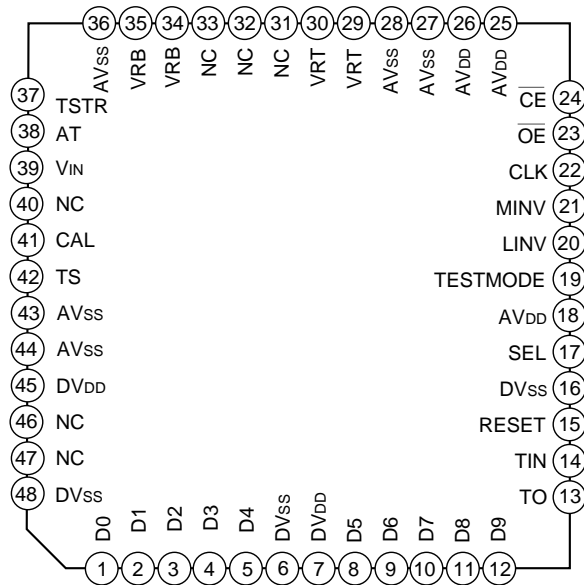 36 35 34 33 32 31 30 29 28 27 26 25
AVSS VRB VRB NC NC NC VRT VRT AVSS AVSS AVDD AVDD
37 TSTR
38 AT
39 VIN
40 NC
41 CAL
42 TS
43 AVSS
44 AVSS
45 DVDD
46 NC
47 NC
48 DVSS
CE 24
OE 23
CLK 22
MINV 21
LINV 20
TESTMODE 19
AVDD 18
SEL 17
DVSS 16
RESET 15
TIN 14
TO 13
D0 D1 D2 D3 D4 DVSS DVDD D5 D6 D7 D8 D9
1 2 3 4 5 6 7 8 9 10 11 12